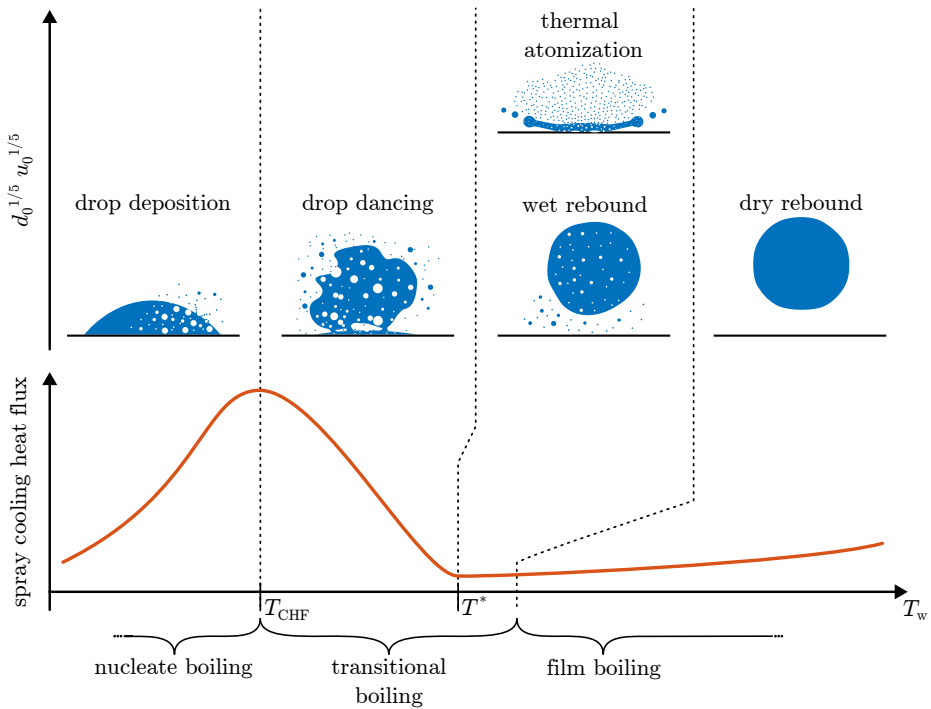 thermal
atomization
d₀^1/5 u₀^1/5
drop deposition
drop dancing
wet rebound
dry rebound
spray cooling heat flux
T_CHF
T*
T_w
nucleate boiling
transitional
boiling
film boiling